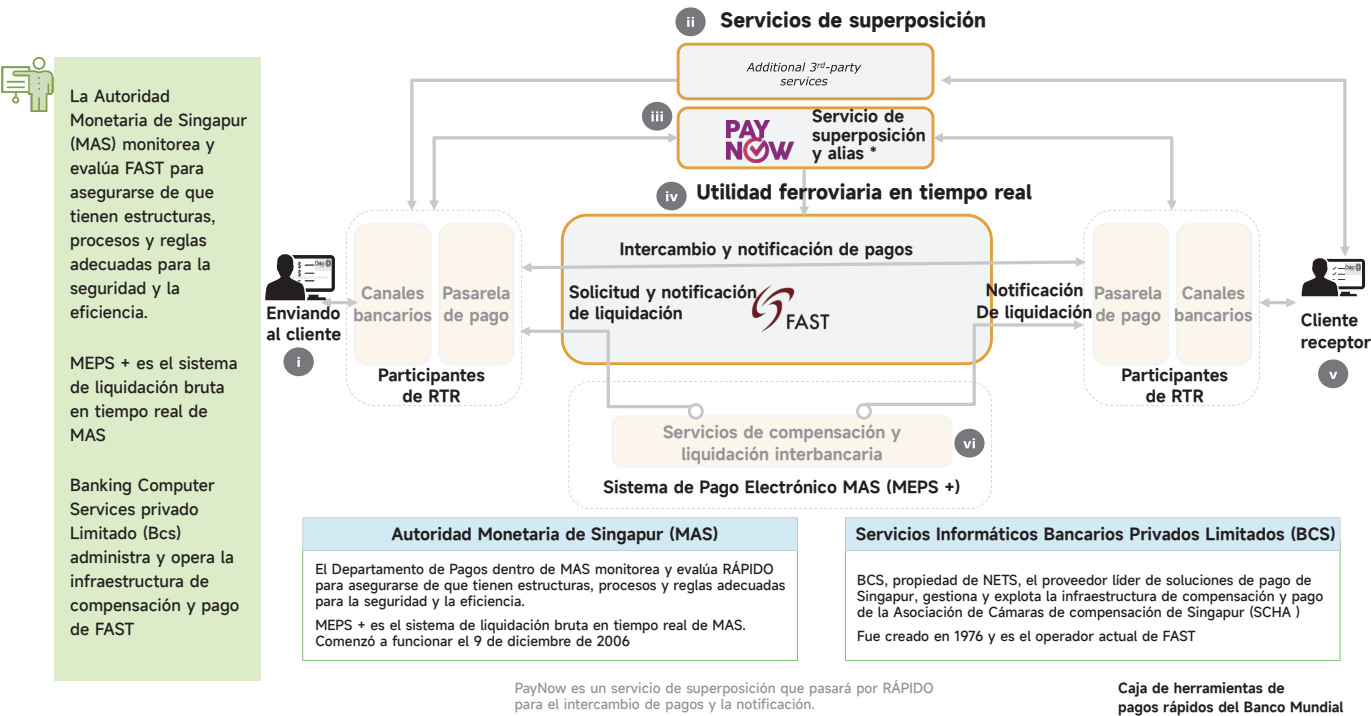 ii Servicios de superposición
Additional 3rd-party
services
iii
PAY
NOW
Servicio de
superposición
y alias *
iv Utilidad ferroviaria en tiempo real
La Autoridad
Monetaria de Singapur
(MAS) monitorea y
evalúa FAST para
asegurarse de que
tienen estructuras,
procesos y reglas
adecuadas para la
seguridad y la
eficiencia.
MEPS + es el sistema
de liquidación bruta
en tiempo real de
MAS
Banking Computer
Services privado
Limitado (Bcs)
administra y opera la
infraestructura de
compensación y pago
de FAST
Enviando
al cliente
i
Canales
bancarios
Pasarela
de pago
Participantes
de RTR
Intercambio y notificación de pagos
Solicitud y notificación
de liquidación
FAST
Notificación
De liquidación
Pasarela
de pago
Canales
bancarios
Participantes
de RTR
Cliente
receptor
v
Servicios de compensación y
liquidación interbancaria
vi
Sistema de Pago Electrónico MAS (MEPS +)
Autoridad Monetaria de Singapur (MAS)
El Departamento de Pagos dentro de MAS monitorea y evalúa RÁPIDO
para asegurarse de que tienen estructuras, procesos y reglas adecuadas
para la seguridad y la eficiencia.
MEPS + es el sistema de liquidación bruta en tiempo real de MAS.
Comenzó a funcionar el 9 de diciembre de 2006
Servicios Informáticos Bancarios Privados Limitados (BCS)
BCS, propiedad de NETS, el proveedor líder de soluciones de pago de
Singapur, gestiona y explota la infraestructura de compensación y pago
de la Asociación de Cámaras de compensación de Singapur (SCHA )
Fue creado en 1976 y es el operador actual de FAST
PayNow es un servicio de superposición que pasará por RÁPIDO
para el intercambio de pagos y la notificación.
Caja de herramientas de
pagos rápidos del Banco Mundial